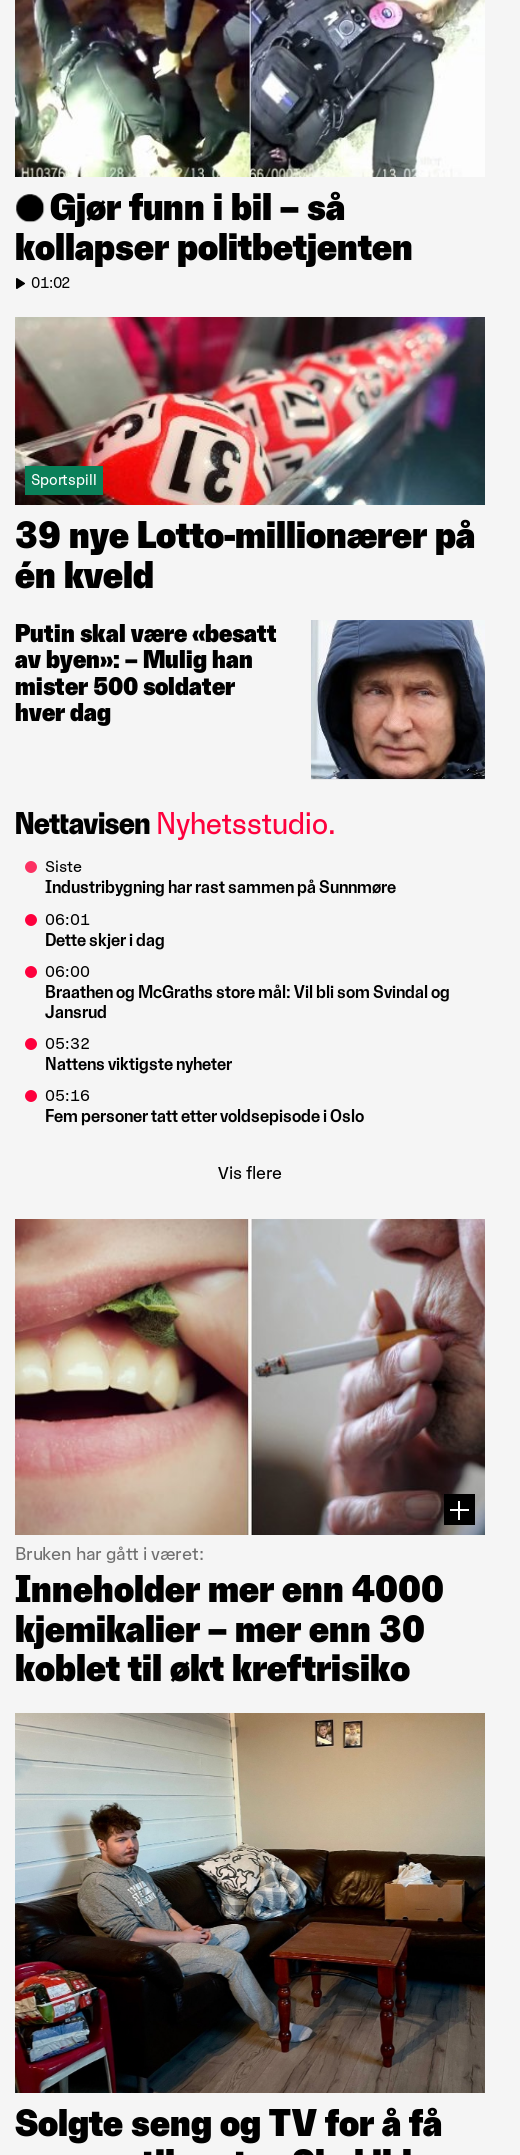 Gjør funn i bil – så
kollapser politbetjenten
01:02
31
Sportspill
39 nye Lotto-millionærer på
én kveld
Putin skal være «besatt
av byen»: – Mulig han
mister 500 soldater
hver dag
Nettavisen Nyhetsstudio.
Siste
Industribygning har rast sammen på Sunnmøre
06:01
Dette skjer i dag
06:00
Braathen og McGraths store mål: Vil bli som Svindal og
Jansrud
05:32
Nattens viktigste nyheter
05:16
Fem personer tatt etter voldsepisode i Oslo
Vis flere
Bruken har gått i været:
Inneholder mer enn 4000
kjemikalier – mer enn 30
koblet til økt kreftrisiko
Solgte seng og TV for å få